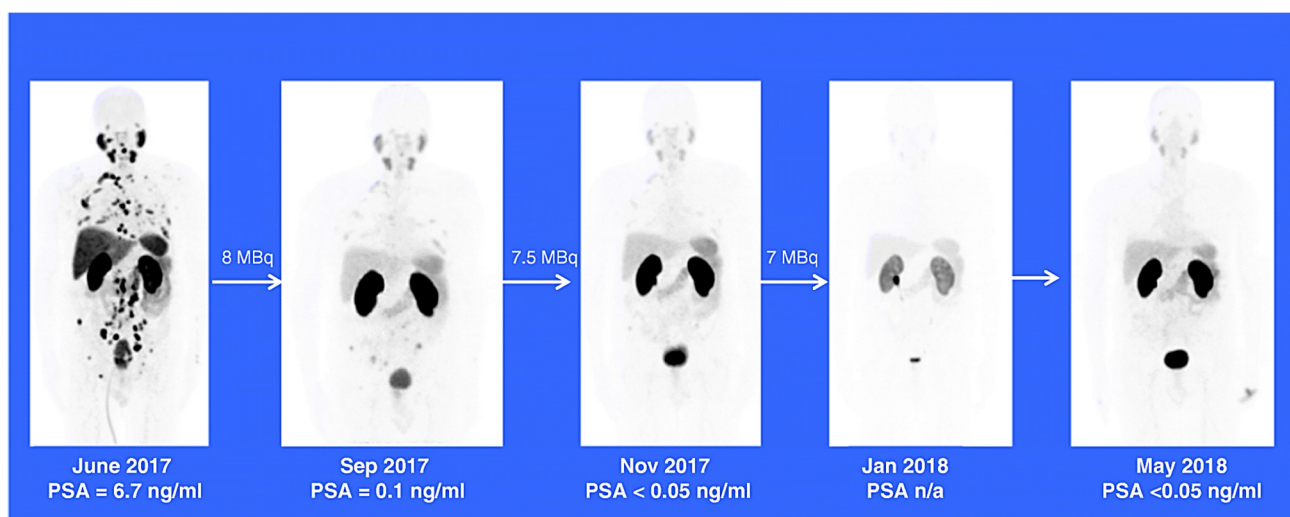 8 MBq
7.5 MBq
7 MBq
June 2017
PSA = 6.7 ng/ml
Sep 2017
PSA = 0.1 ng/ml
Nov 2017
PSA < 0.05 ng/ml
Jan 2018
PSA n/a
May 2018
PSA <0.05 ng/ml